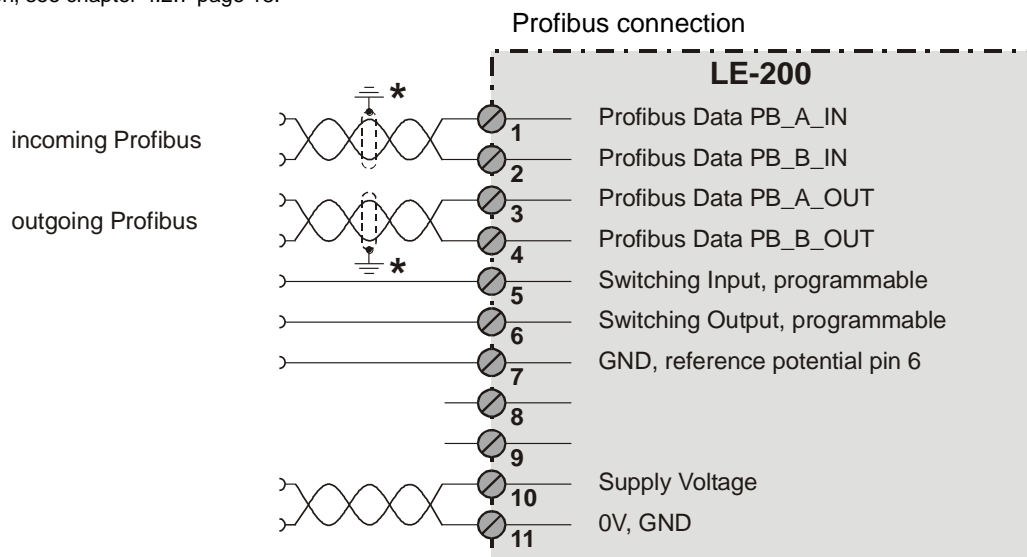 Profibus connection
LE-200
incoming Profibus
outgoing Profibus
* 
*
1 Profibus Data PB_A_IN
2 Profibus Data PB_B_IN
3 Profibus Data PB_A_OUT
4 Profibus Data PB_B_OUT
5 Switching Input, programmable
6 Switching Output, programmable
7 GND, reference potential pin 6
8
9
10 Supply Voltage
11 0V, GND